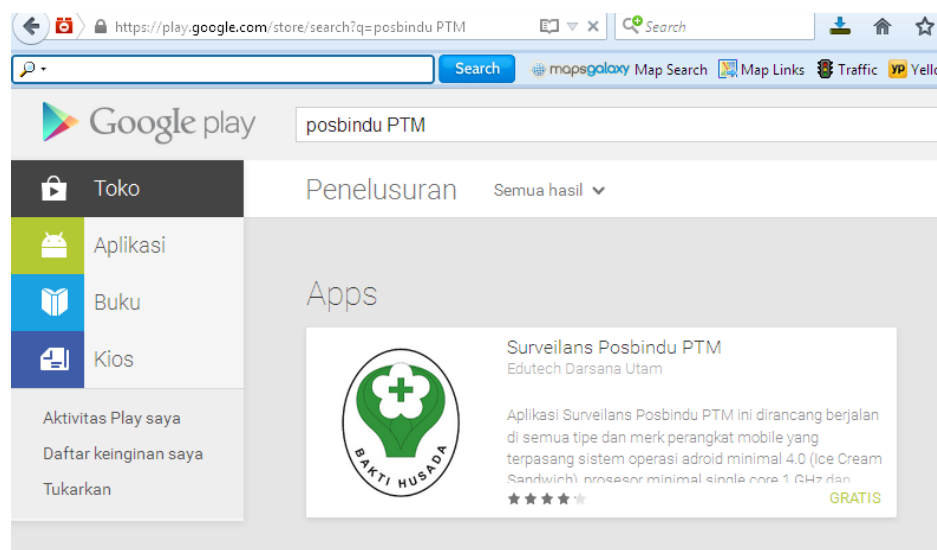 https://play.google.com/store/search?q=posbindu PTM
Search
Search
mapsgalaxy Map Search
Map Links
Traffic
YP Yello
Google play
posbindu PTM
Toko
Penelusuran
Semua hasil
Aplikasi
Buku
Kios
Aktivitas Play saya
Daftar keinginan saya
Tukarkan
Apps
BAKTI HUSADA
Surveilans Posbindu PTM
Edutech Darsana Utam
Aplikasi Surveilans Posbindu PTM ini dirancang berjalan
di semua tipe dan merk perangkat mobile yang
terpasang sistem operasi adroid minimal 4.0 (Ice Cream
Sandwich), prosesor minimal single core 1 GHz dan
GRATIS